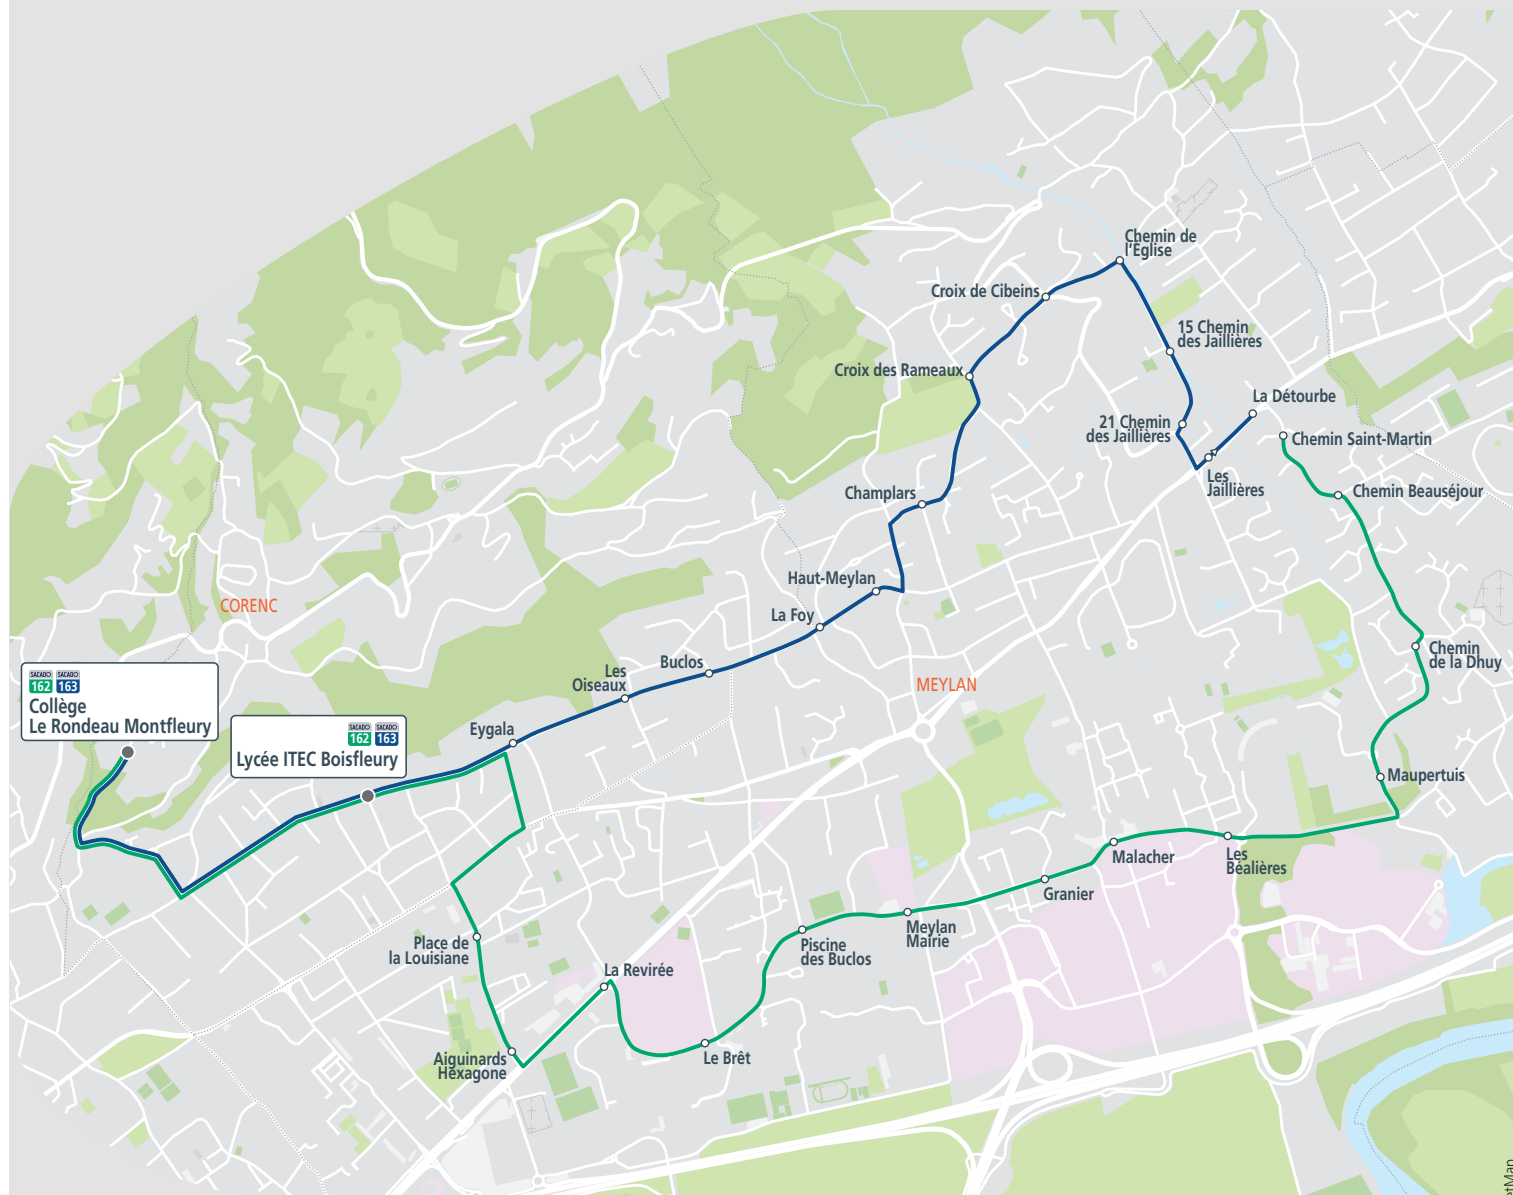 Chemin de
l'Église
Croix de Cibeins
15 Chemin
des Jaillières
Croix des Rameaux
La Détourbe
21 Chemin
des Jaillières
Chemin Saint-Martin
Les
Jaillières
Chemin Beauséjour
Champlars
Haut-Meylan
CORENC
La Foy
Chemin
de la Dhuy
Buclos
Les
Oiseaux
MEYLAN
SACADO SACADO
162 163
Collège
Le Rondeau Montfleury
SACADO SACADO
162 163
Lycée ITEC Boisfleury
Eygala
Maupertuis
Malacher
Les
Béalières
Granier
Meylan
Mairie
Place de
la Louisiane
Piscine
des Buclos
La Revirée
Aiguinards
Hexagone
Le Brêt